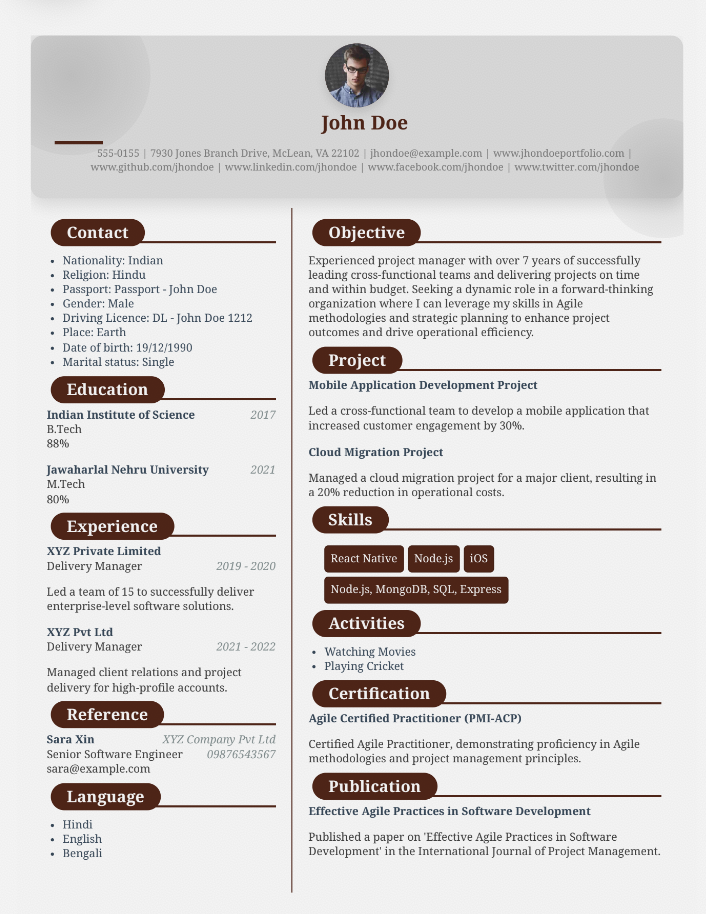 John Doe
555-0155 | 7930 Jones Branch Drive, McLean, VA 22102 | jhondoe@example.com | www.jhondoeportfolio.com |
www.github.com/jhondoe | www.linkedin.com/jhondoe | www.facebook.com/jhondoe | www.twitter.com/jhondoe
Contact
• Nationality: Indian
• Religion: Hindu
• Passport: Passport - John Doe
• Gender: Male
• Driving Licence: DL - John Doe 1212
• Place: Earth
• Date of birth: 19/12/1990
• Marital status: Single
Education
Indian Institute of Science 2017
B.Tech
88%
Jawaharlal Nehru University 2021
M.Tech
80%
Experience
XYZ Private Limited
Delivery Manager 2019 - 2020
Led a team of 15 to successfully deliver
enterprise-level software solutions.
XYZ Pvt Ltd
Delivery Manager 2021 - 2022
Managed client relations and project
delivery for high-profile accounts.
Reference
Sara Xin XYZ Company Pvt Ltd
Senior Software Engineer 09876543567
sara@example.com
Language
• Hindi
• English
• Bengali
Objective
Experienced project manager with over 7 years of successfully
leading cross-functional teams and delivering projects on time
and within budget. Seeking a dynamic role in a forward-thinking
organization where I can leverage my skills in Agile
methodologies and strategic planning to enhance project
outcomes and drive operational efficiency.
Project
Mobile Application Development Project
Led a cross-functional team to develop a mobile application that
increased customer engagement by 30%.
Cloud Migration Project
Managed a cloud migration project for a major client, resulting in
a 20% reduction in operational costs.
Skills
React Native Node.js iOS
Node.js, MongoDB, SQL, Express
Activities
• Watching Movies
• Playing Cricket
Certification
Agile Certified Practitioner (PMI-ACP)
Certified Agile Practitioner, demonstrating proficiency in Agile
methodologies and project management principles.
Publication
Effective Agile Practices in Software Development
Published a paper on 'Effective Agile Practices in Software
Development' in the International Journal of Project Management.